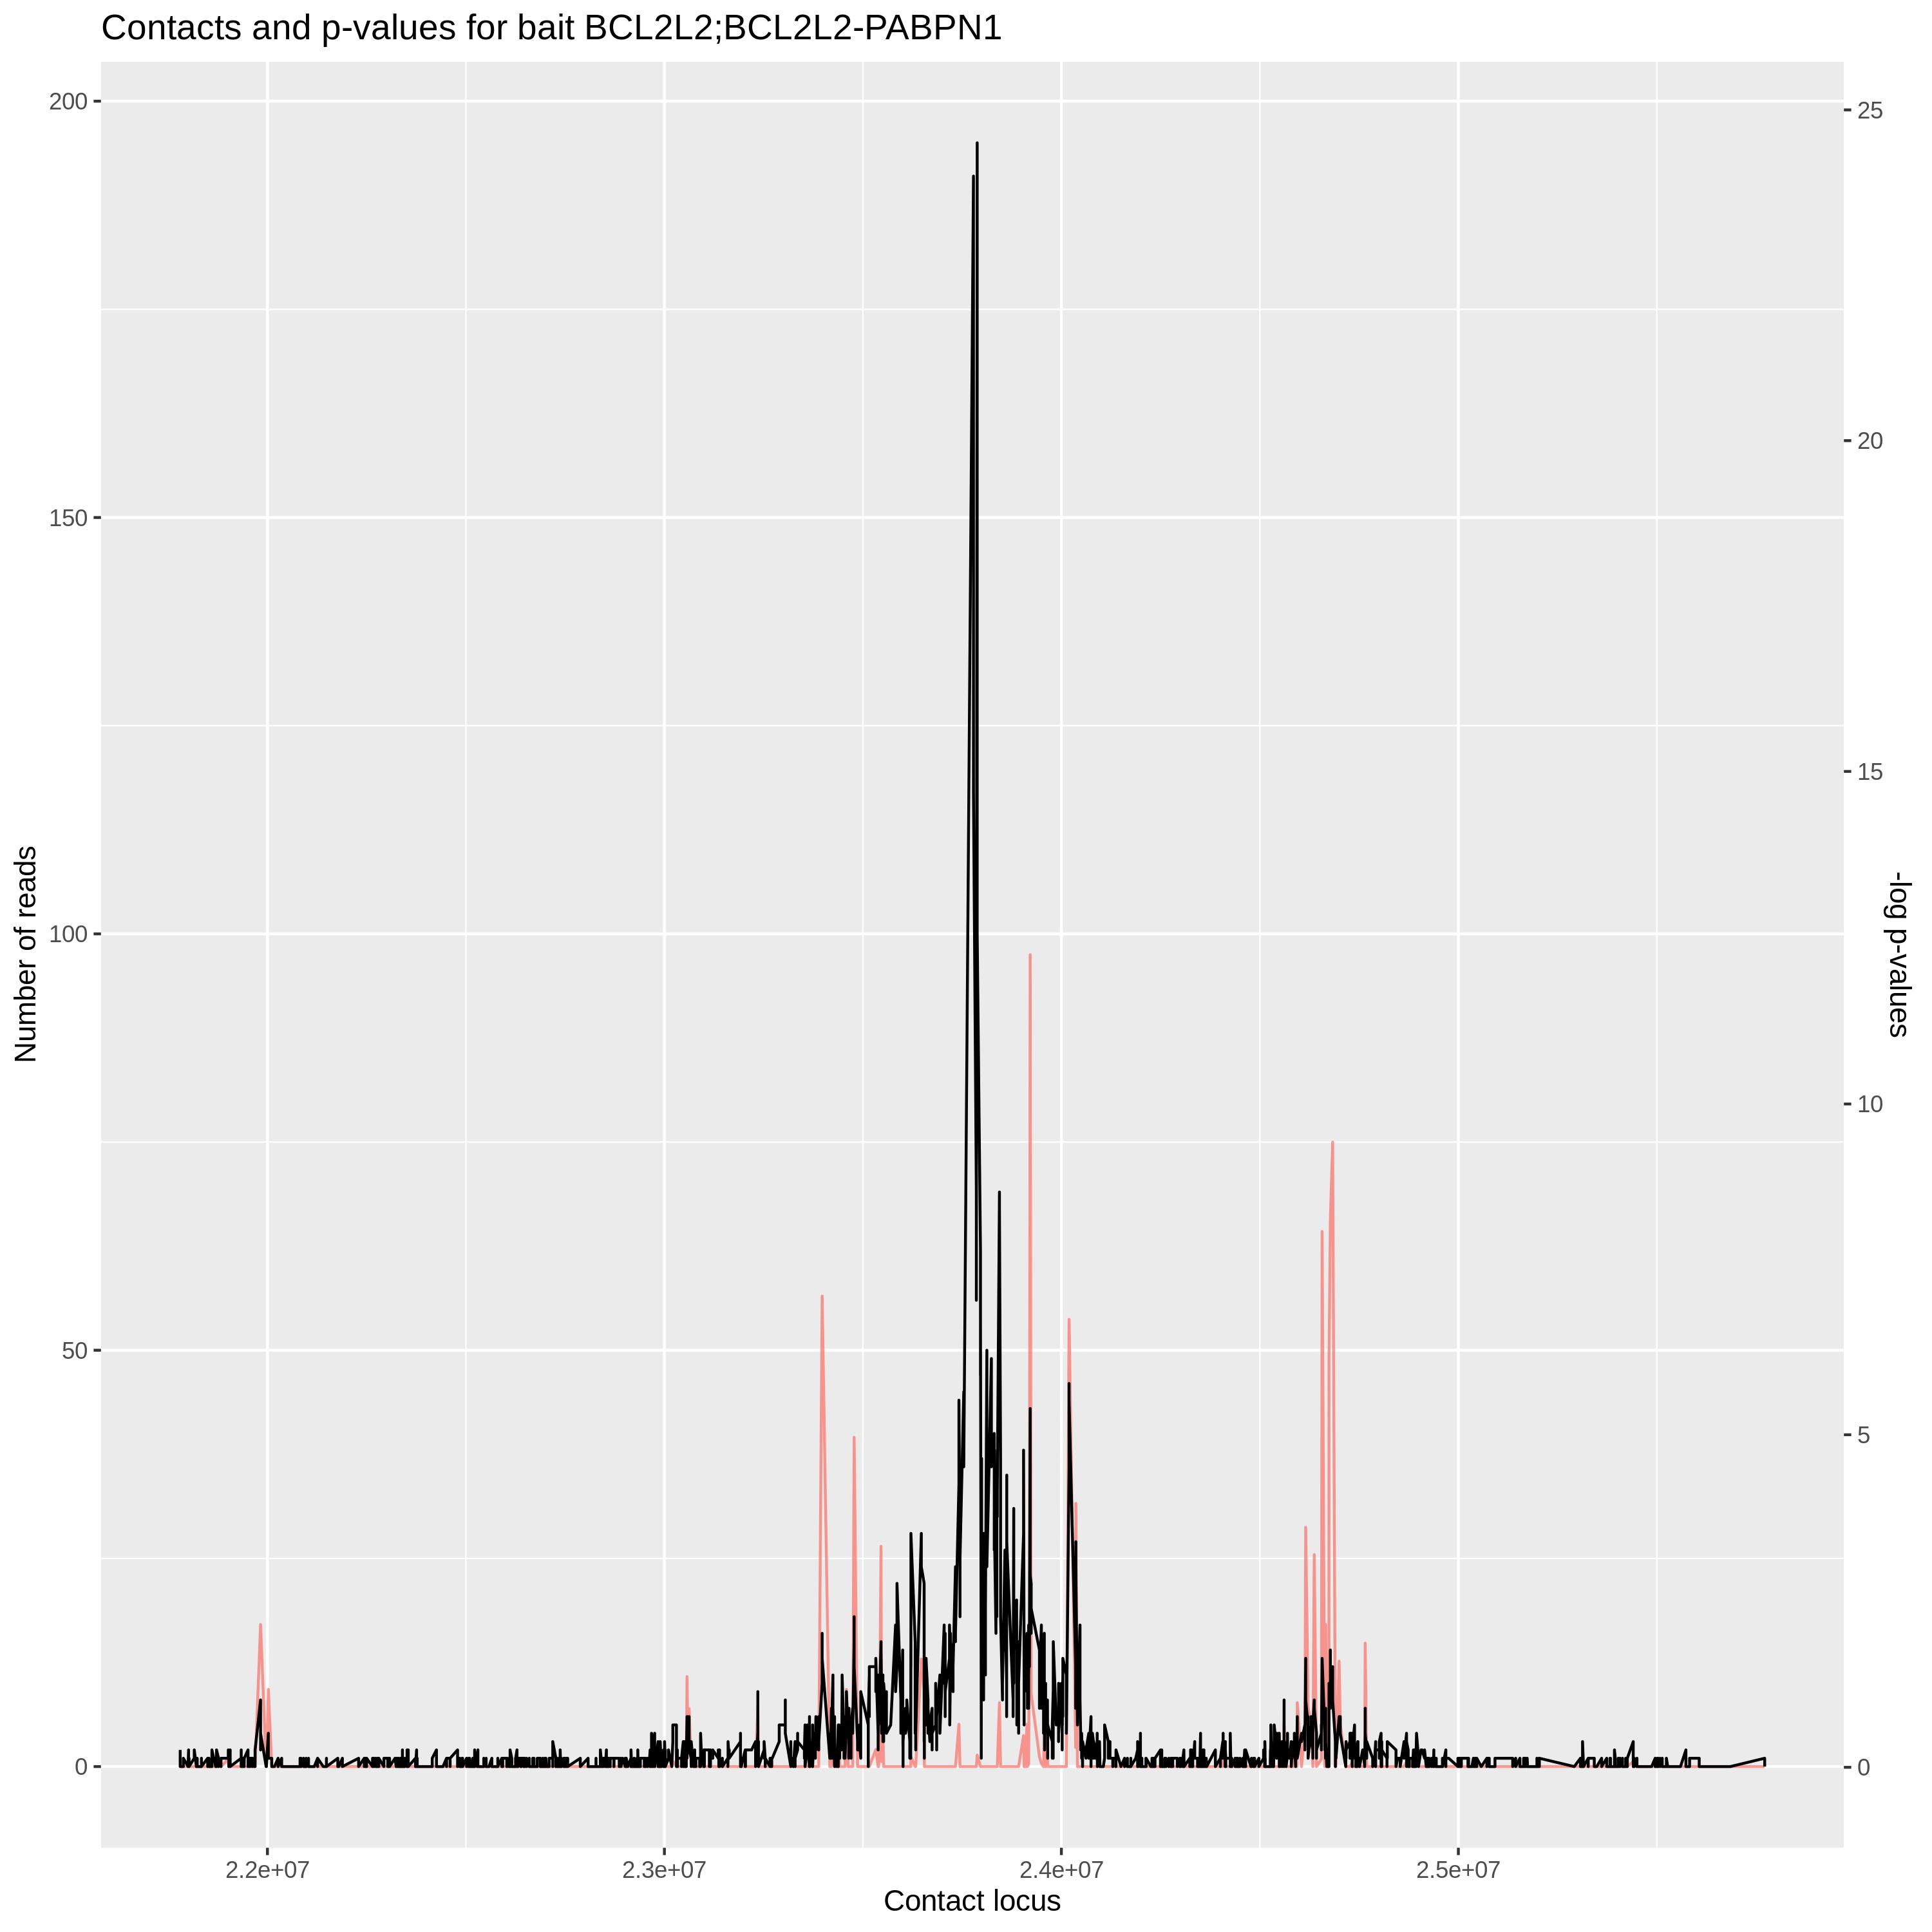 Contacts and p-values for bait BCL2L2;BCL2L2-PABPN1
200
150
100
50
0
Number of reads
25
20
15
10
5
0
-log p-values
2.2e+07
2.3e+07
2.4e+07
2.5e+07
Contact locus